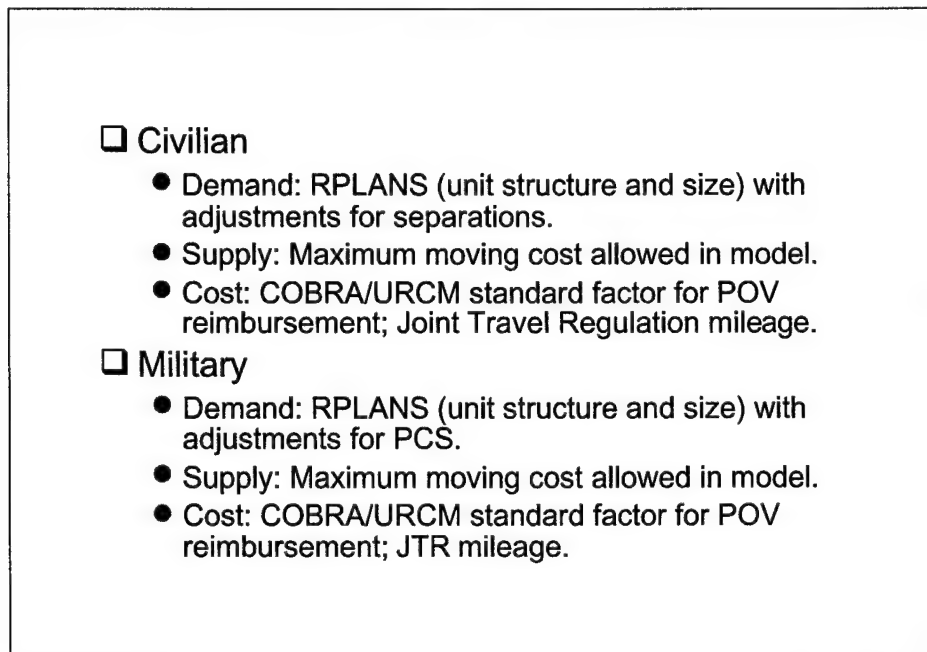 ❑ Civilian
● Demand: RPLANS (unit structure and size) with
adjustments for separations.
● Supply: Maximum moving cost allowed in model.
● Cost: COBRA/URCM standard factor for POV
reimbursement; Joint Travel Regulation mileage.
❑ Military
● Demand: RPLANS (unit structure and size) with
adjustments for PCS.
● Supply: Maximum moving cost allowed in model.
● Cost: COBRA/URCM standard factor for POV
reimbursement; JTR mileage.